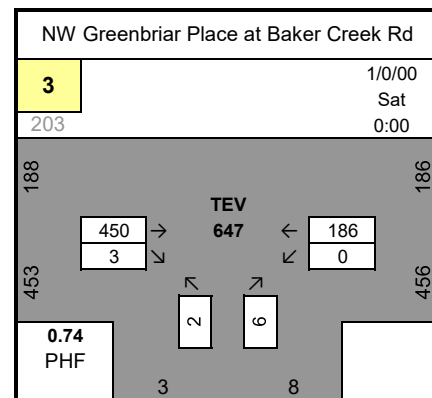 NW Greenbriar Place at Baker Creek Rd
3
1/0/00
Sat
203
0:00
188
186
TEV
450 → 647 ← 186
3 ↘ ↙ 0
453
456
↖ ↗
2 6
0.74
PHF
3 8